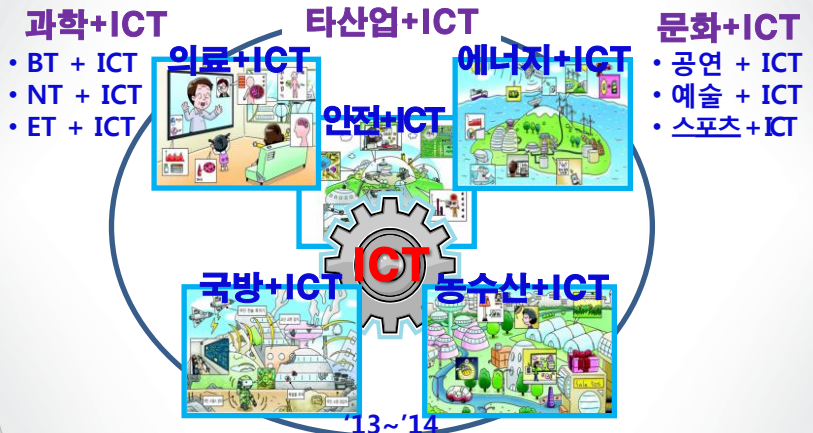 과학+ICT
• BT + ICT
• NT + ICT
• ET + ICT
타산업+ICT
문화+ICT
• 공연 + ICT
• 예술 + ICT
• 스포츠+ICT
의료+ICT
에너지+ICT
안전+ICT
ICT
국방+ICT
농수산+ICT
‘13~’14